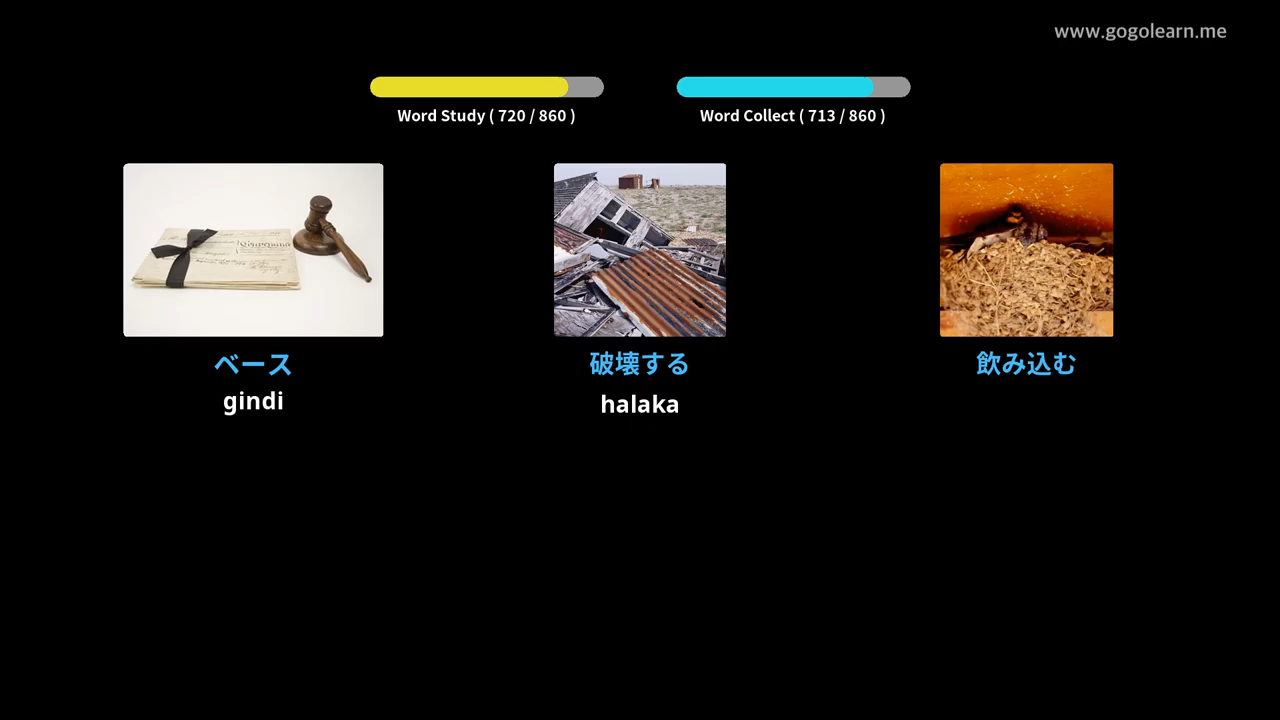 www.gogolearn.me
Word Study ( 720 / 860 )
Word Collect ( 713 / 860 )
ベース
gindi
破壊する
halaka
飲み込む